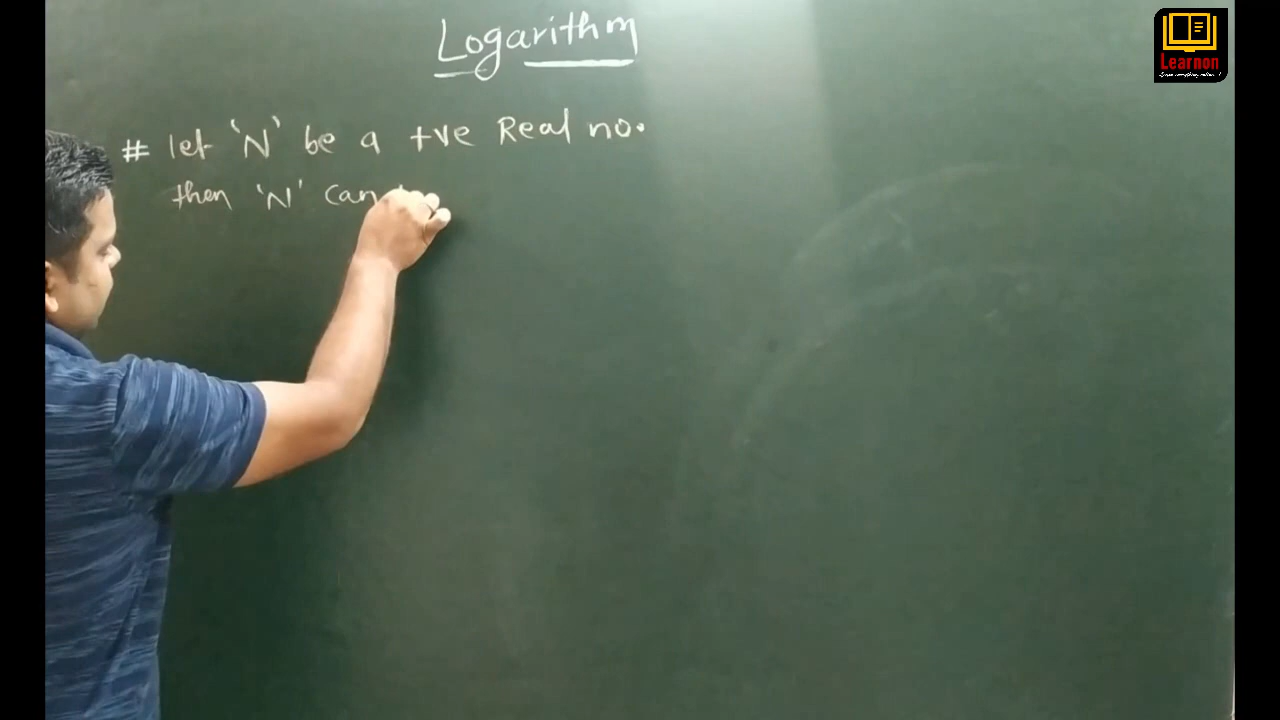 Logarithm
# let 'N' be a +ve Real no.
then 'N' can
Learnon